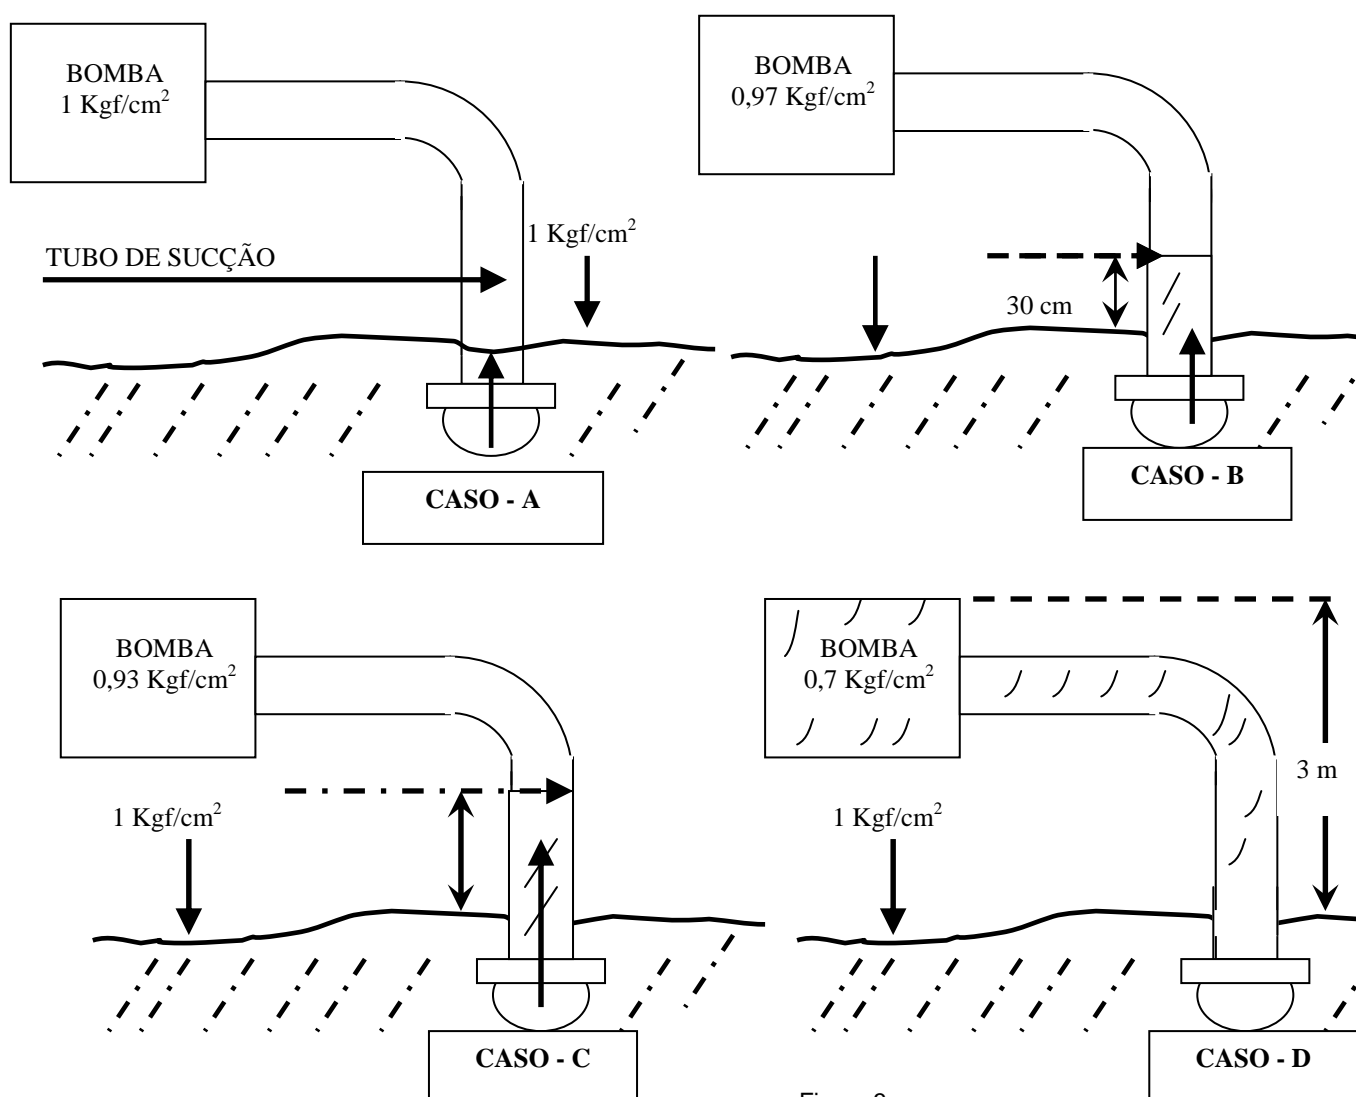 BOMBA
1 Kgf/cm²
TUBO DE SUCÇÃO
1 Kgf/cm²
CASO - A
BOMBA
0,97 Kgf/cm²
30 cm
CASO - B
BOMBA
0,93 Kgf/cm²
1 Kgf/cm²
CASO - C
BOMBA
0,7 Kgf/cm²
3 m
1 Kgf/cm²
CASO - D